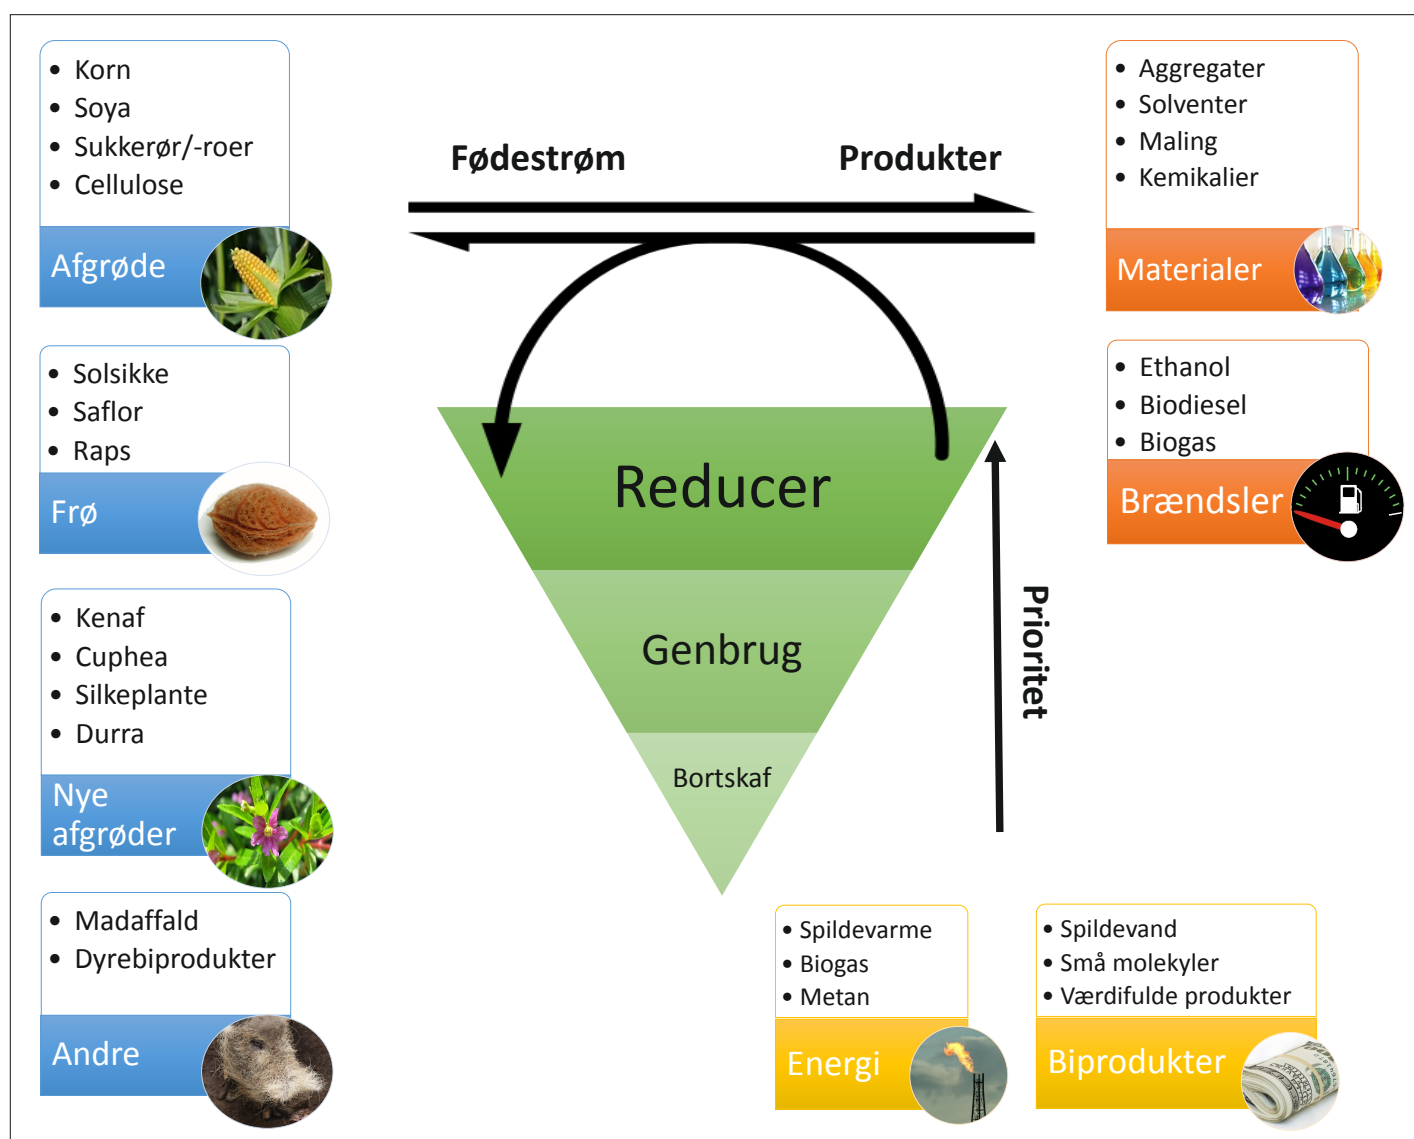 • Korn
• Soya
• Sukkerør/-roer
• Cellulose
Afgrøde
• Solsikke
• Saflor
• Raps
Frø
• Kenaf
• Cuphea
• Silkeplante
• Durra
Nye
afgrøder
• Madaffald
• Dyrebiprodukter
Andre
Fødestrøm
Produkter
Reducer
Genbrug
Bortskaf
Prioritet
• Aggregater
• Solventer
• Maling
• Kemikalier
Materialer
• Ethanol
• Biodiesel
• Biogas
Brændsler
• Spildevarme
• Biogas
• Metan
Energi
• Spildevand
• Små molekyler
• Værdifulde produkter
Biprodukter